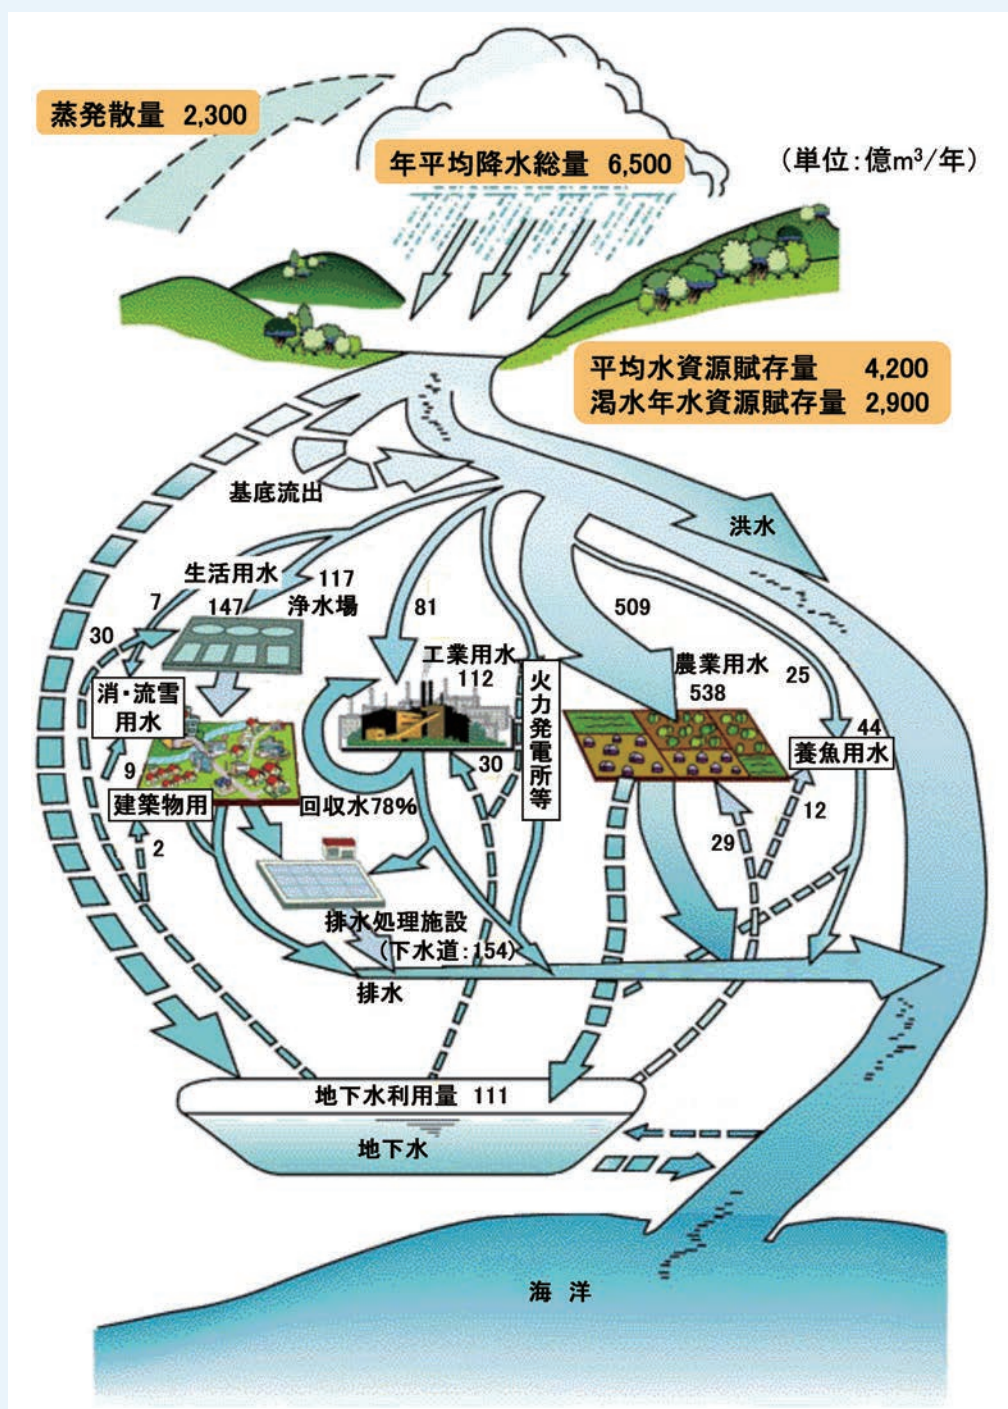 蒸発散量 2,300
年平均降水総量 6,500
(単位:億m³/年)
平均水資源賦存量 4,200
渇水年水資源賦存量 2,900
基底流出
洪水
生活用水
147
117
浄水場
7
30
81
509
工業用水
112
火力発電所等
農業用水
538
25
44
養魚用水
消・流雪
用水
9
建築物用
2
回収水78%
30
29
12
排水処理施設
(下水道:154)
排水
地下水利用量 111
地下水
海 洋